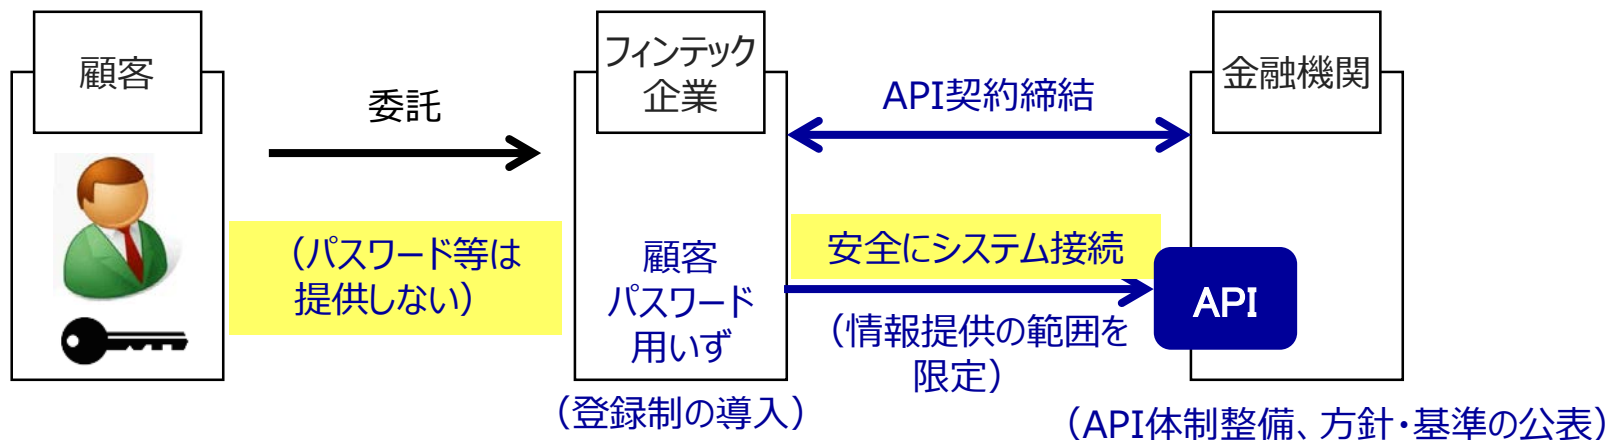 顧客
委託
（パスワード等は
提供しない）
フィンテック
企業
顧客
パスワード
用いず
（登録制の導入）
API契約締結
安全にシステム接続
（情報提供の範囲を
限定）
金融機関
API
（API体制整備、方針・基準の公表）